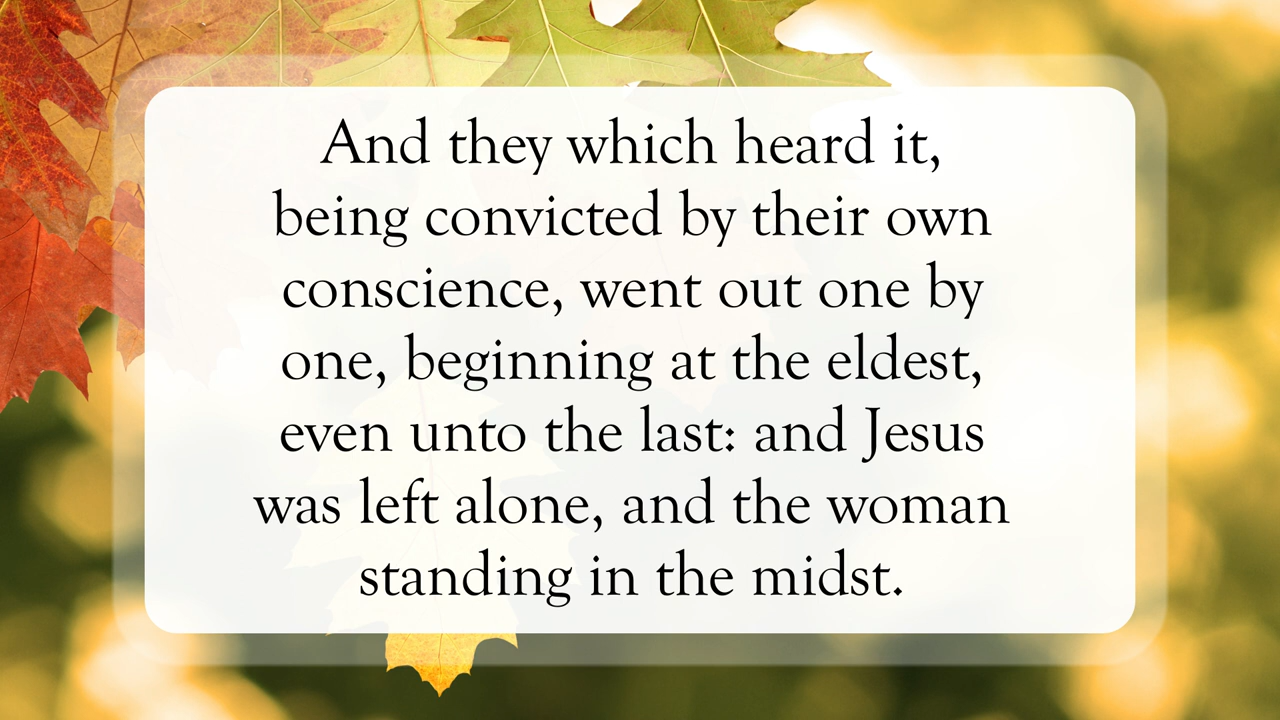 And they which heard it,
being convicted by their own
conscience, went out one by
one, beginning at the eldest,
even unto the last: and Jesus
was left alone, and the woman
standing in the midst.